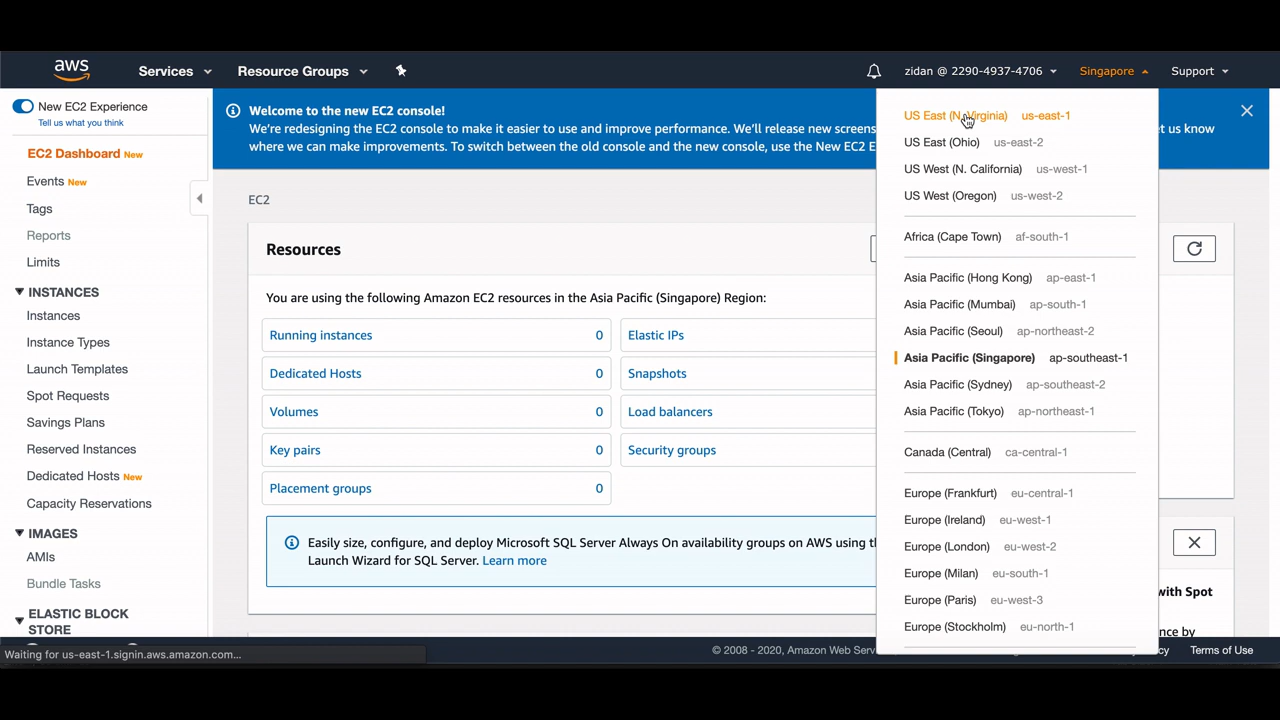 aws
Services
Resource Groups
zidan @ 2290-4937-4706
Singapore
Support
New EC2 Experience
Tell us what you think
EC2 Dashboard New
Events New
Tags
Reports
Limits
INSTANCES
Instances
Instance Types
Launch Templates
Spot Requests
Savings Plans
Reserved Instances
Dedicated Hosts New
Capacity Reservations
IMAGES
AMIs
Bundle Tasks
ELASTIC BLOCK
STORE
Waiting for us-east-1.signin.aws.amazon.com...
Welcome to the new EC2 console!
We're redesigning the EC2 console to make it easier to use and improve performance. We'll release new screens
et us know
where we can make improvements. To switch between the old console and the new console, use the New EC2 E
EC2
Resources
You are using the following Amazon EC2 resources in the Asia Pacific (Singapore) Region:
Running instances 0
Elastic IPs
Dedicated Hosts 0
Snapshots
Volumes 0
Load balancers
Key pairs 0
Security groups
Placement groups 0
Easily size, configure, and deploy Microsoft SQL Server Always On availability groups on AWS using th
Launch Wizard for SQL Server. Learn more
US East (N. Virginia) us-east-1
US East (Ohio) us-east-2
US West (N. California) us-west-1
US West (Oregon) us-west-2
Africa (Cape Town) af-south-1
Asia Pacific (Hong Kong) ap-east-1
Asia Pacific (Mumbai) ap-south-1
Asia Pacific (Seoul) ap-northeast-2
Asia Pacific (Singapore) ap-southeast-1
Asia Pacific (Sydney) ap-southeast-2
Asia Pacific (Tokyo) ap-northeast-1
Canada (Central) ca-central-1
Europe (Frankfurt) eu-central-1
Europe (Ireland) eu-west-1
Europe (London) eu-west-2
Europe (Milan) eu-south-1
Europe (Paris) eu-west-3
Europe (Stockholm) eu-north-1
with Spot
nce by
© 2008 - 2020, Amazon Web Serv
cy
Terms of Use